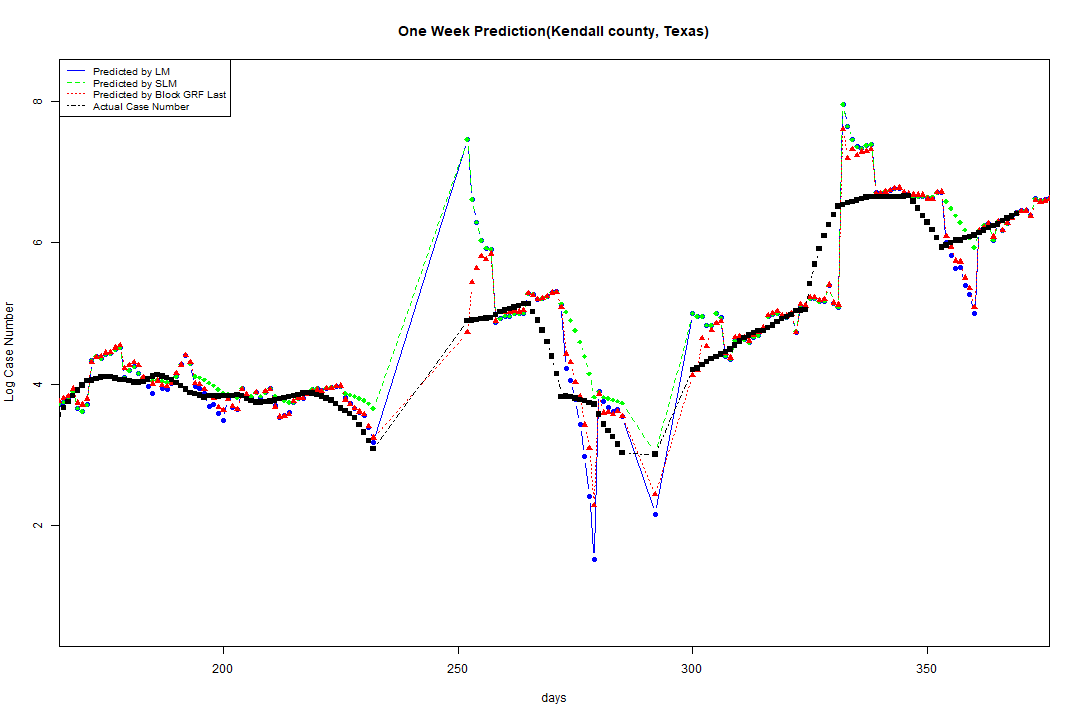 One Week Prediction(Kendall county, Texas)
Predicted by LM
Predicted by SLM
Predicted by Block GRF Last
Actual Case Number
Log Case Number
8
6
4
2
200
250
300
350
days